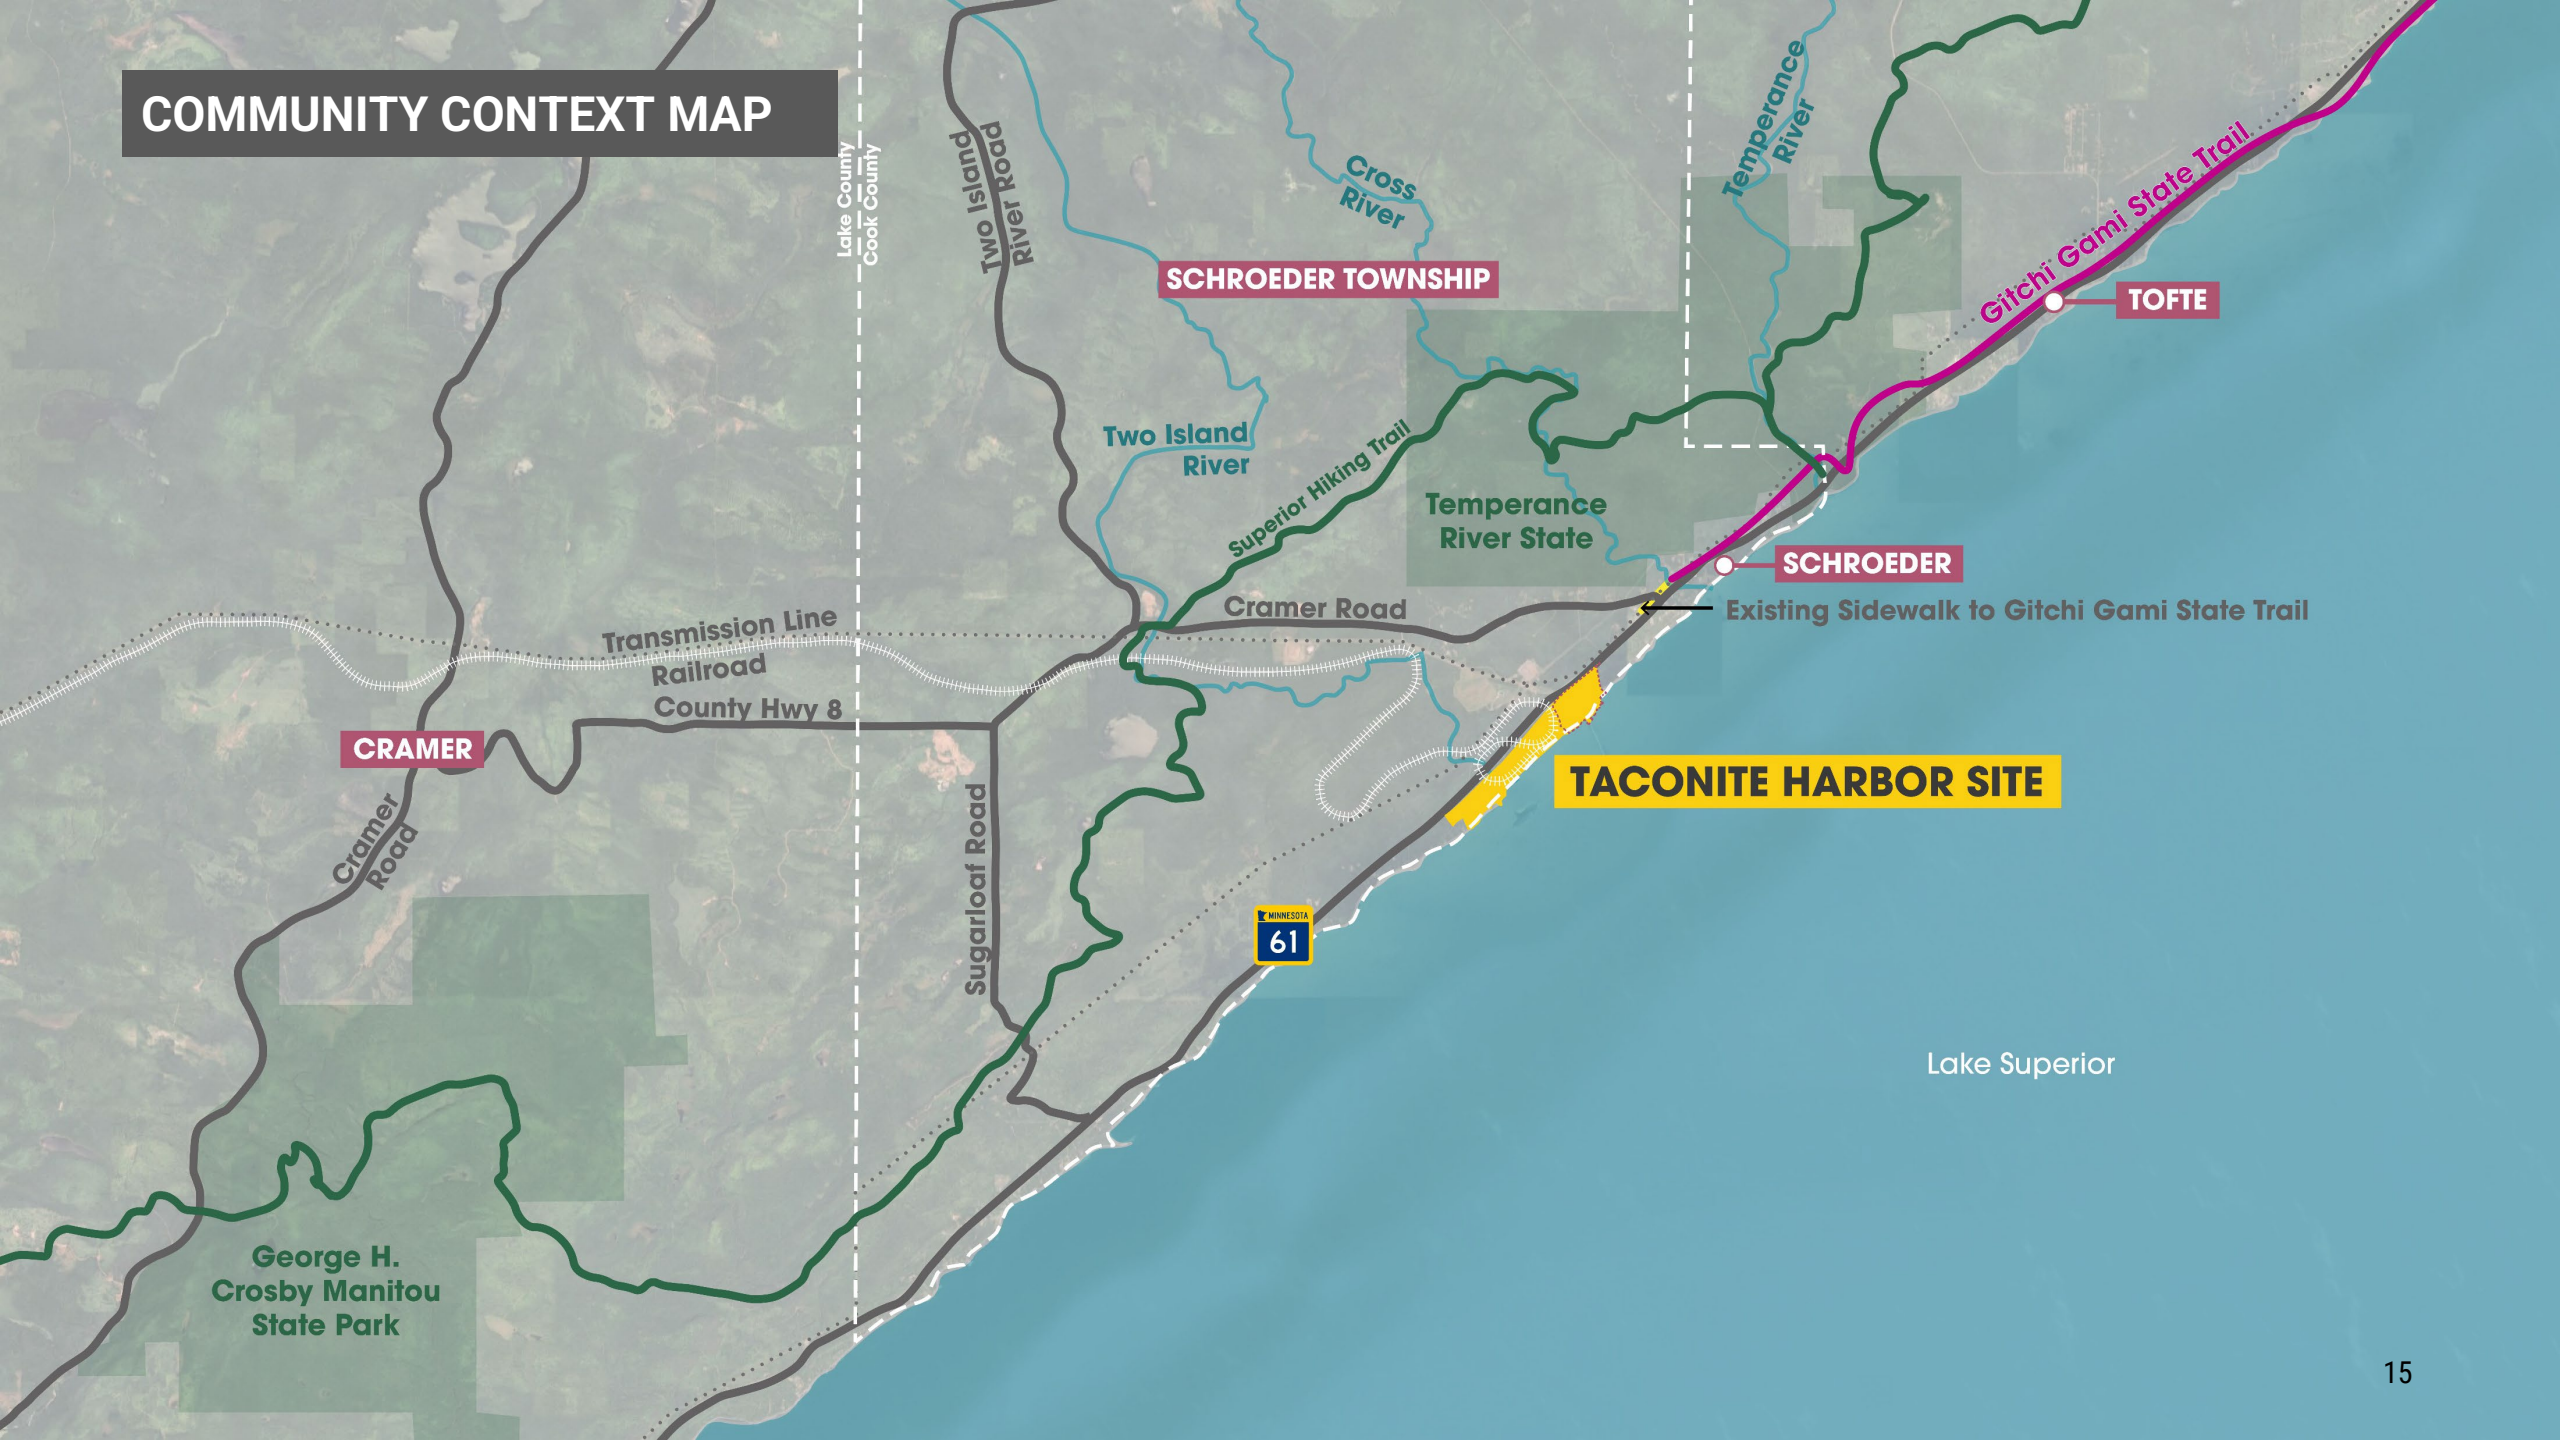 COMMUNITY CONTEXT MAP
Lake County
Cook County
Two Island
River Road
Cross
River
Temperance
River
Gitchi Gami State Trail
SCHROEDER TOWNSHIP
TOFTE
Two Island
River
Superior Hiking Trail
Temperance
River State
SCHROEDER
Cramer Road
Existing Sidewalk to Gitchi Gami State Trail
Transmission Line
Railroad
County Hwy 8
CRAMER
TACONITE HARBOR SITE
Cramer
Road
Sugarloaf Road
MINNESOTA
61
Lake Superior
George H.
Crosby Manitou
State Park
15